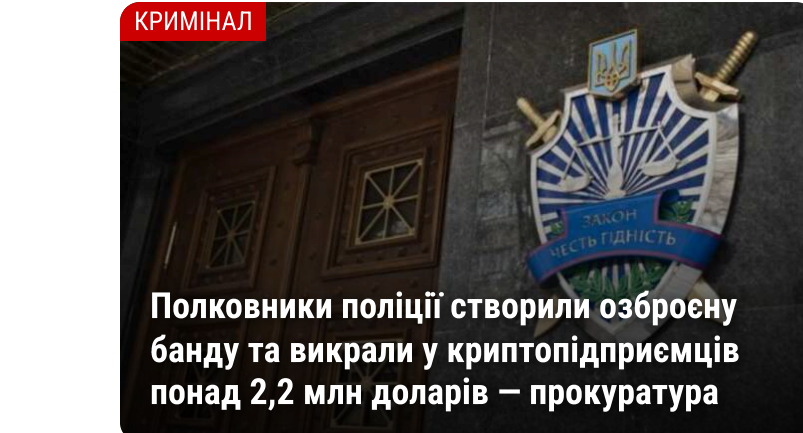 КРИМІНАЛ
ЗАКОН
ЧЕСТЬ ГІДНІСТЬ
Полковники поліції створили озброєну
банду та викрали у криптопідприємців
понад 2,2 млн доларів — прокуратура